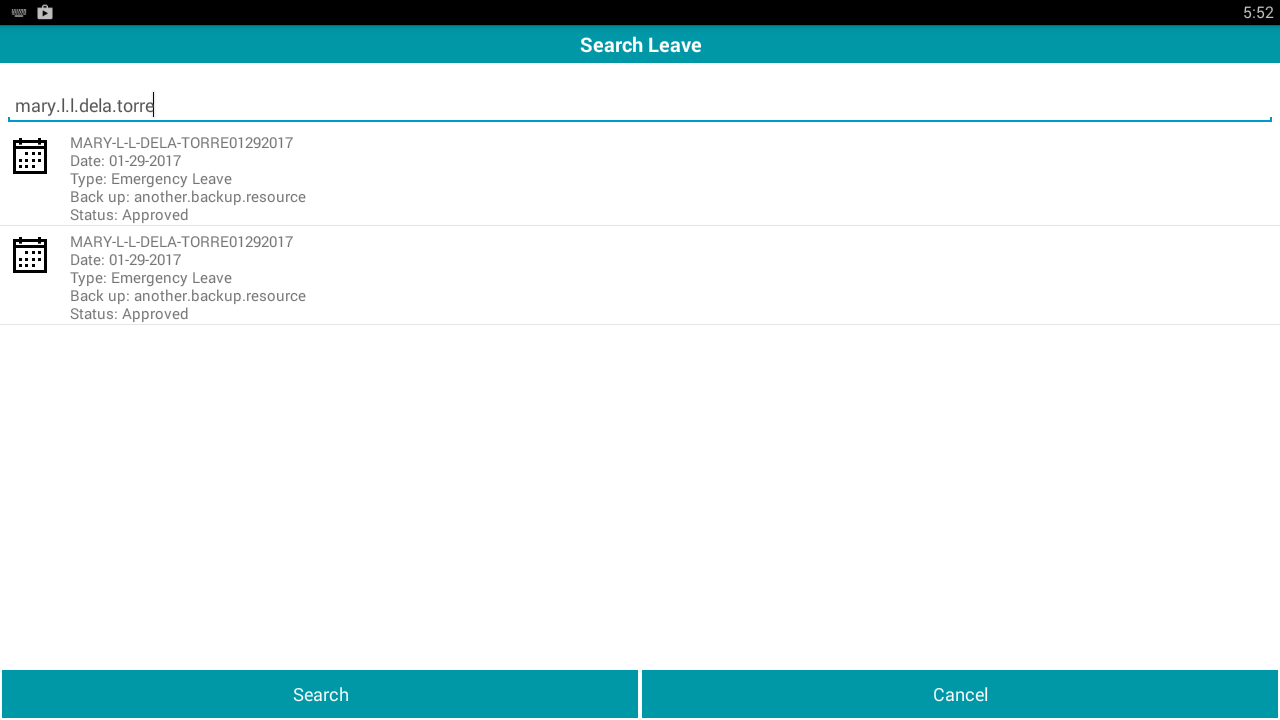 5:52
Search Leave
mary.l.l.dela.torre
MARY-L-L-DELA-TORRE01292017
Date: 01-29-2017
Type: Emergency Leave
Back up: another.backup.resource
Status: Approved
MARY-L-L-DELA-TORRE01292017
Date: 01-29-2017
Type: Emergency Leave
Back up: another.backup.resource
Status: Approved
Search
Cancel